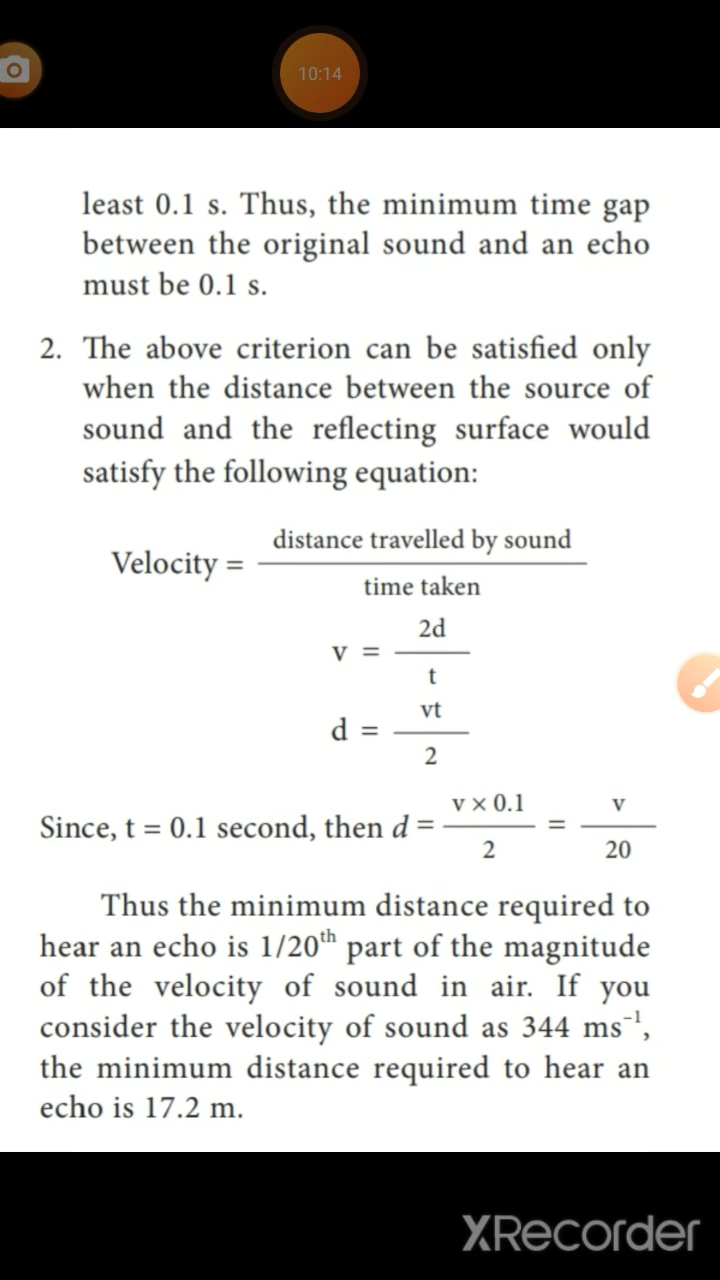 10:14
least 0.1 s. Thus, the minimum time gap
between the original sound and an echo
must be 0.1 s.
2. The above criterion can be satisfied only
when the distance between the source of
sound and the reflecting surface would
satisfy the following equation:
Velocity = distance travelled by sound / time taken
v = 2d / t
d = vt / 2
Since, t = 0.1 second, then d = v × 0.1 / 2 = v / 20
Thus the minimum distance required to
hear an echo is 1/20th part of the magnitude
of the velocity of sound in air. If you
consider the velocity of sound as 344 ms⁻¹,
the minimum distance required to hear an
echo is 17.2 m.
XRecorder